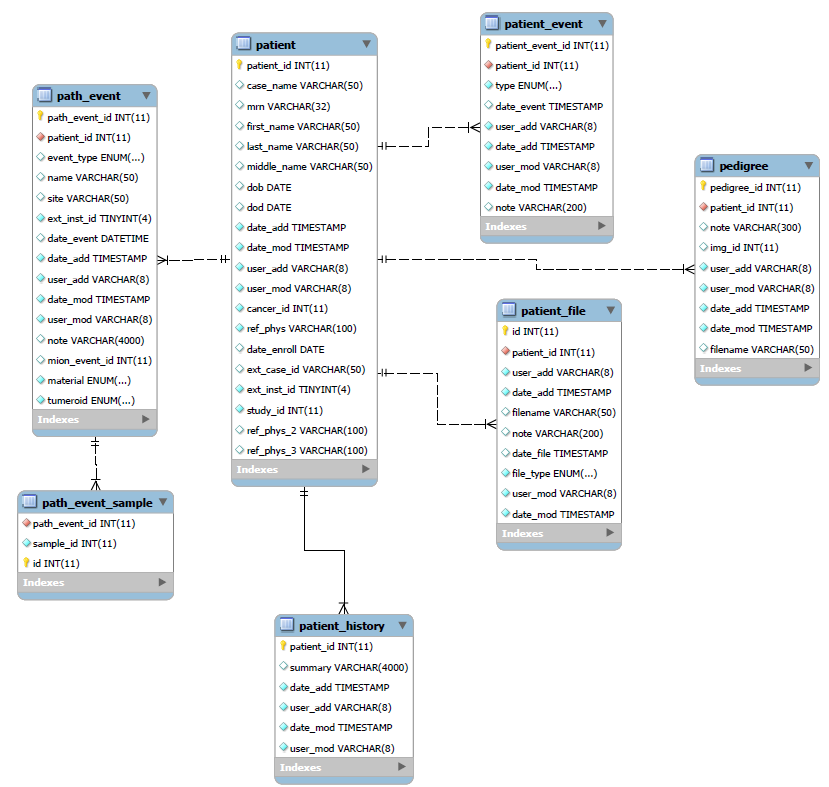 patient
patient_id INT(11)
case_name VARCHAR(50)
mrn VARCHAR(32)
first_name VARCHAR(50)
last_name VARCHAR(50)
middle_name VARCHAR(50)
dob DATE
dod DATE
date_add TIMESTAMP
date_mod TIMESTAMP
user_add VARCHAR(8)
user_mod VARCHAR(8)
cancer_id INT(11)
ref_phys VARCHAR(100)
date_enroll DATE
ext_case_id VARCHAR(50)
ext_inst_id TINYINT(4)
study_id INT(11)
ref_phys_2 VARCHAR(100)
ref_phys_3 VARCHAR(100)
Indexes
patient_event
patient_event_id INT(11)
patient_id INT(11)
type ENUM(...)
date_event TIMESTAMP
user_add VARCHAR(8)
date_add TIMESTAMP
user_mod VARCHAR(8)
date_mod TIMESTAMP
note VARCHAR(200)
Indexes
path_event
path_event_id INT(11)
patient_id INT(11)
event_type ENUM(...)
name VARCHAR(50)
site VARCHAR(50)
ext_inst_id TINYINT(4)
date_event DATETIME
date_add TIMESTAMP
user_add VARCHAR(8)
date_mod TIMESTAMP
user_mod VARCHAR(8)
note VARCHAR(4000)
mion_event_id INT(11)
material ENUM(...)
tumeroid ENUM(...)
Indexes
pedigree
pedigree_id INT(11)
patient_id INT(11)
note VARCHAR(300)
img_id INT(11)
user_add VARCHAR(8)
user_mod VARCHAR(8)
date_add TIMESTAMP
date_mod TIMESTAMP
filename VARCHAR(50)
Indexes
patient_file
id INT(11)
patient_id INT(11)
user_add VARCHAR(8)
date_add TIMESTAMP
filename VARCHAR(50)
note VARCHAR(200)
date_file TIMESTAMP
file_type ENUM(...)
user_mod VARCHAR(8)
date_mod TIMESTAMP
Indexes
path_event_sample
path_event_id INT(11)
sample_id INT(11)
id INT(11)
Indexes
patient_history
patient_id INT(11)
summary VARCHAR(4000)
date_add TIMESTAMP
user_add VARCHAR(8)
date_mod TIMESTAMP
user_mod VARCHAR(8)
Indexes